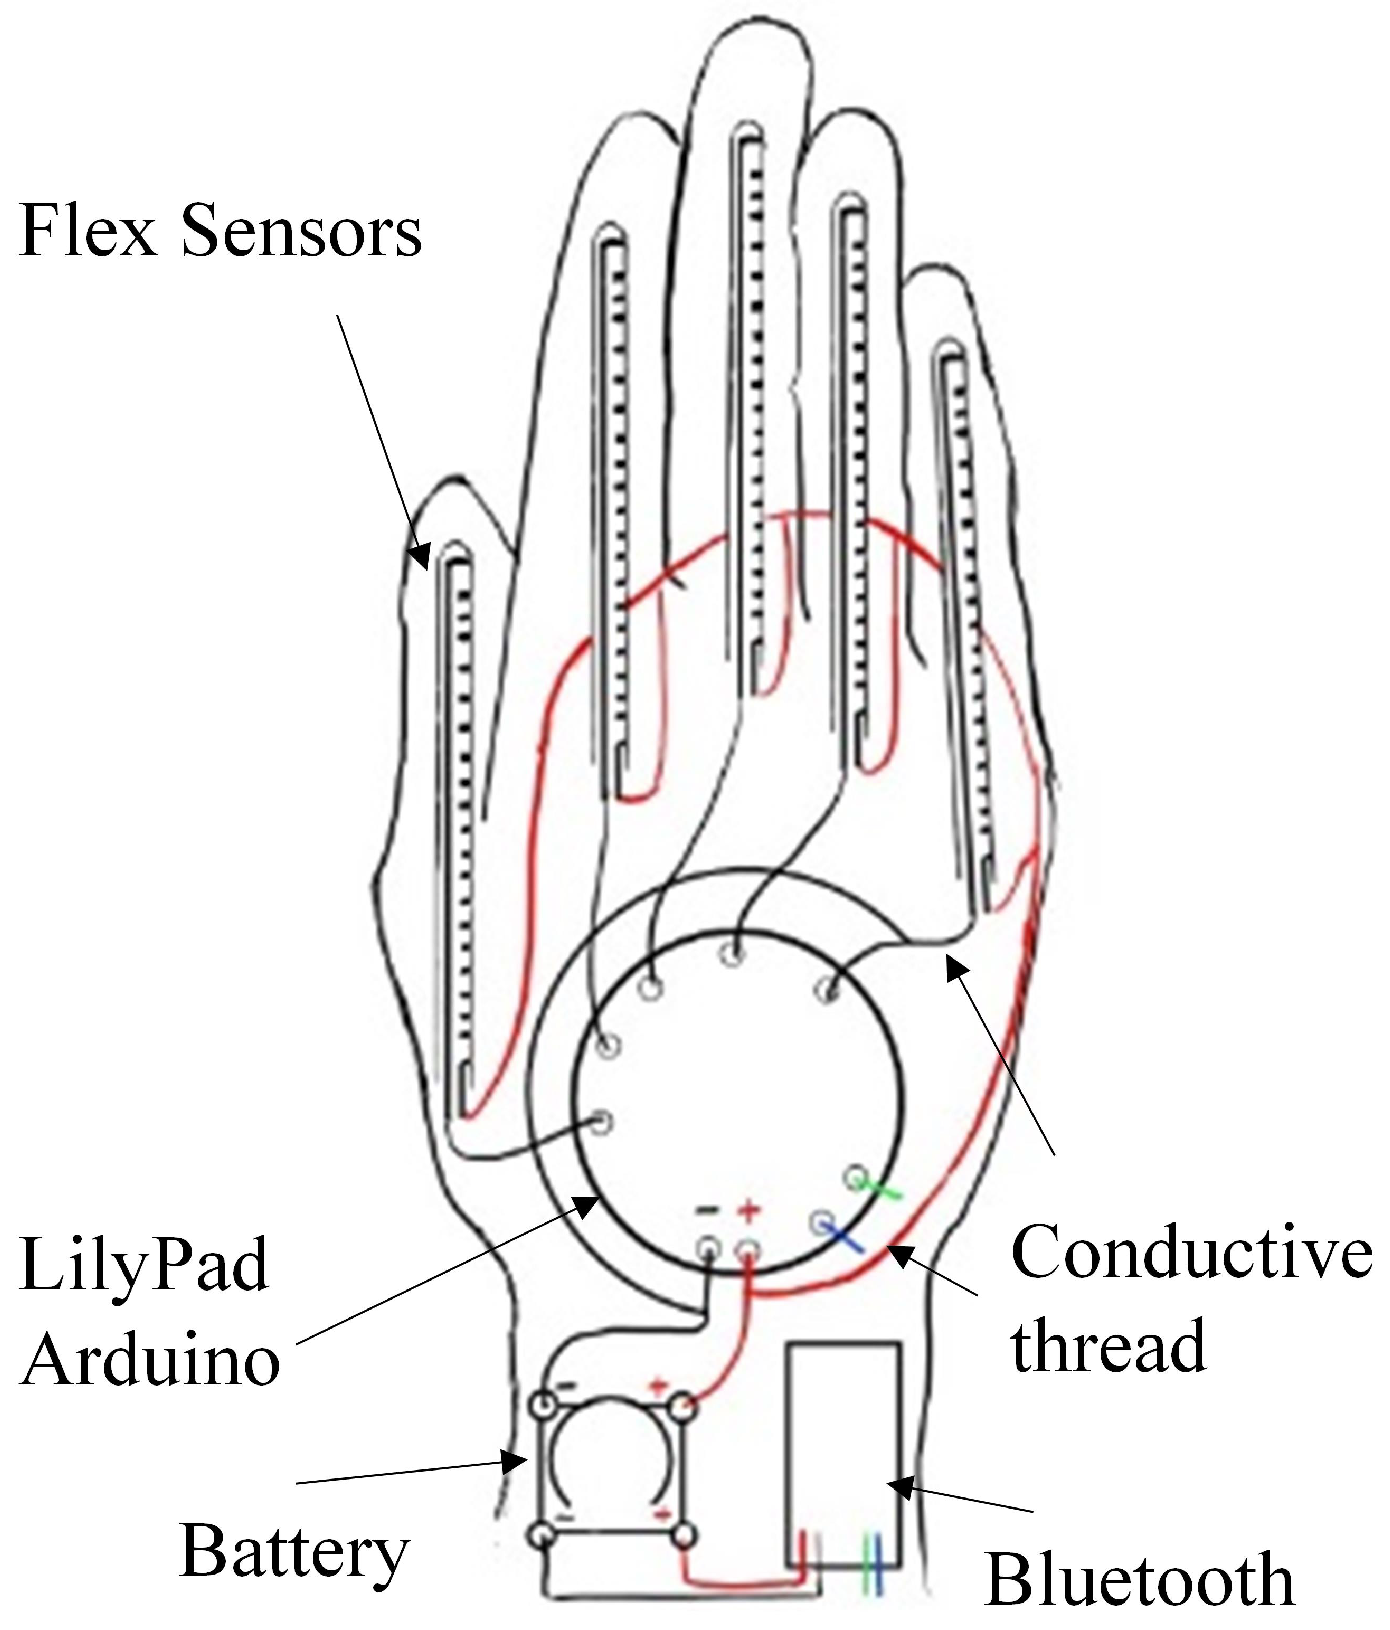 Flex Sensors
LilyPad
Arduino
- +
Conductive
thread
- +
- +
Battery
Bluetooth